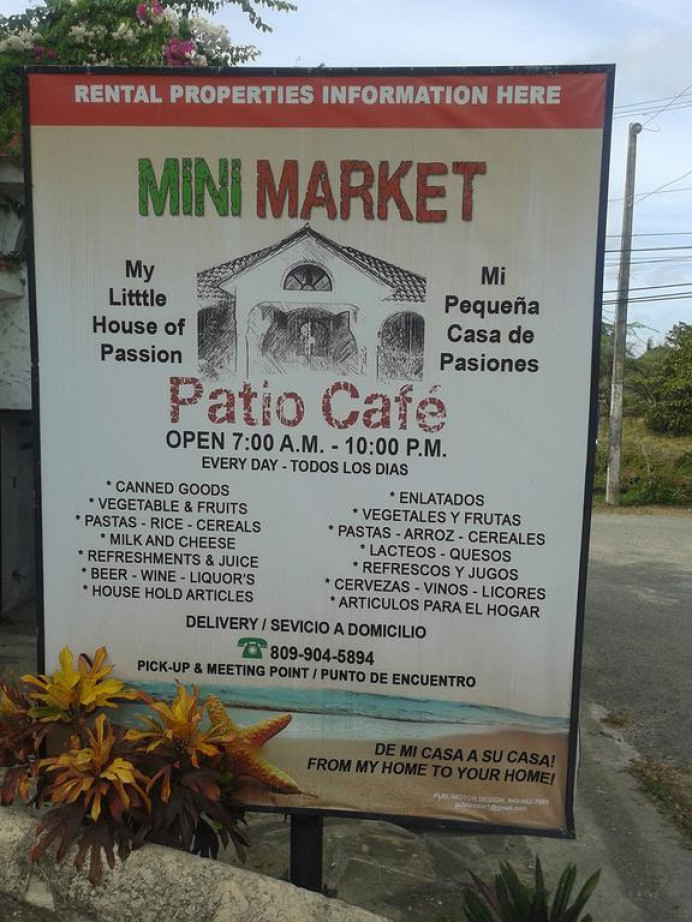 RENTAL PROPERTIES INFORMATION HERE
MINI MARKET
My
Litttle
House of
Passion
Mi
Pequeña
Casa de
Pasiones
Patio Café
OPEN 7:00 A.M. - 10:00 P.M.
EVERY DAY - TODOS LOS DIAS
* CANNED GOODS
* VEGETABLE & FRUITS
* PASTAS - RICE - CEREALS
* MILK AND CHEESE
* REFRESHMENTS & JUICE
* BEER - WINE - LIQUOR'S
* HOUSE HOLD ARTICLES
* ENLATADOS
* VEGETALES Y FRUTAS
* PASTAS - ARROZ - CEREALES
* LACTEOS - QUESOS
* REFRESCOS Y JUGOS
* CERVEZAS - VINOS - LICORES
* ARTICULOS PARA EL HOGAR
DELIVERY / SEVICIO A DOMICILIO
809-904-5894
PICK-UP & MEETING POINT / PUNTO DE ENCUENTRO
DE MI CASA A SU CASA!
FROM MY HOME TO YOUR HOME!
PUBLIMOTOR DESIGN.